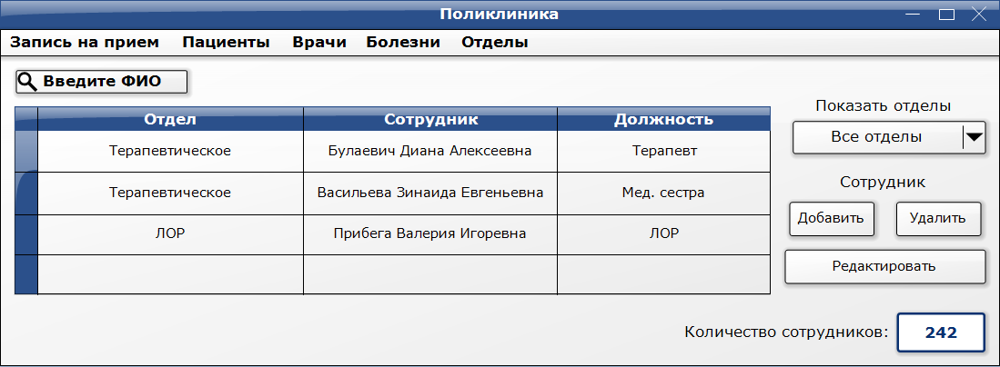 Поликлиника
Запись на прием Пациенты Врачи Болезни Отделы
Введите ФИО
Показать отделы
Все отделы
Отдел Сотрудник Должность
Терапевтическое Булаевич Диана Алексеевна Терапевт
Терапевтическое Васильева Зинаида Евгеньевна Мед. сестра
ЛОР Прибега Валерия Игоревна ЛОР
Сотрудник
Добавить Удалить
Редактировать
Количество сотрудников: 242